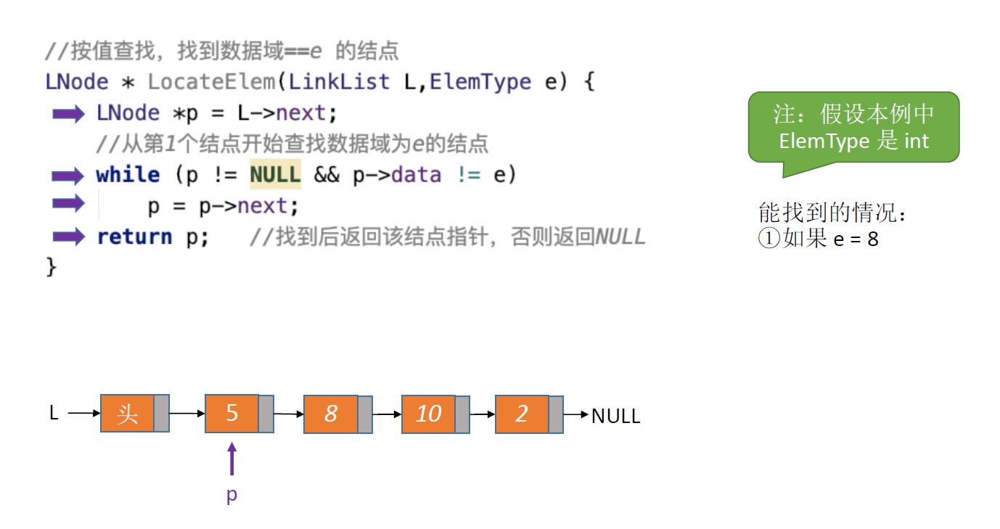 //按值查找，找到数据域==e 的结点
LNode * LocateElem(LinkList L,ElemType e) {
LNode *p = L->next;
//从第1个结点开始查找数据域为e的结点
while (p != NULL && p->data != e)
p = p->next;
return p;   //找到后返回该结点指针，否则返回NULL
}
注：假设本例中
ElemType 是 int
能找到的情况：
①如果 e = 8
L 头 5 8 10 2 NULL
p